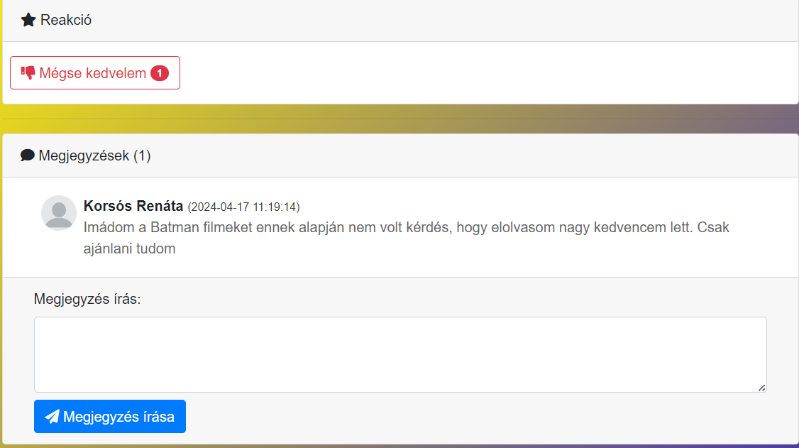 Reakció
Mégse kedvelem 1
Megjegyzések (1)
Korsós Renáta (2024-04-17 11:19:14)
Imádom a Batman filmeket ennek alapján nem volt kérdés, hogy elolvasom nagy kedvencem lett. Csak
ajánlani tudom
Megjegyzés írás:
Megjegyzés írása